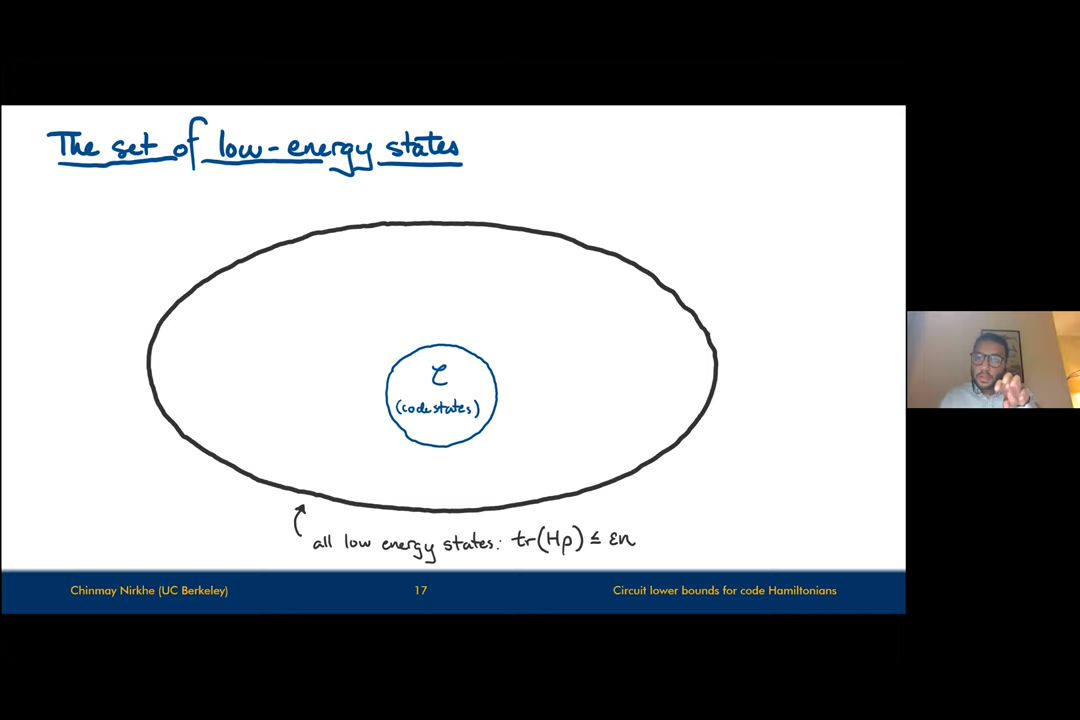 The set of low-energy states
𝒞
(codestates)
all low energy states: tr(Hρ) ≤ εn
Chinmay Nirkhe (UC Berkeley)
17
Circuit lower bounds for code Hamiltonians